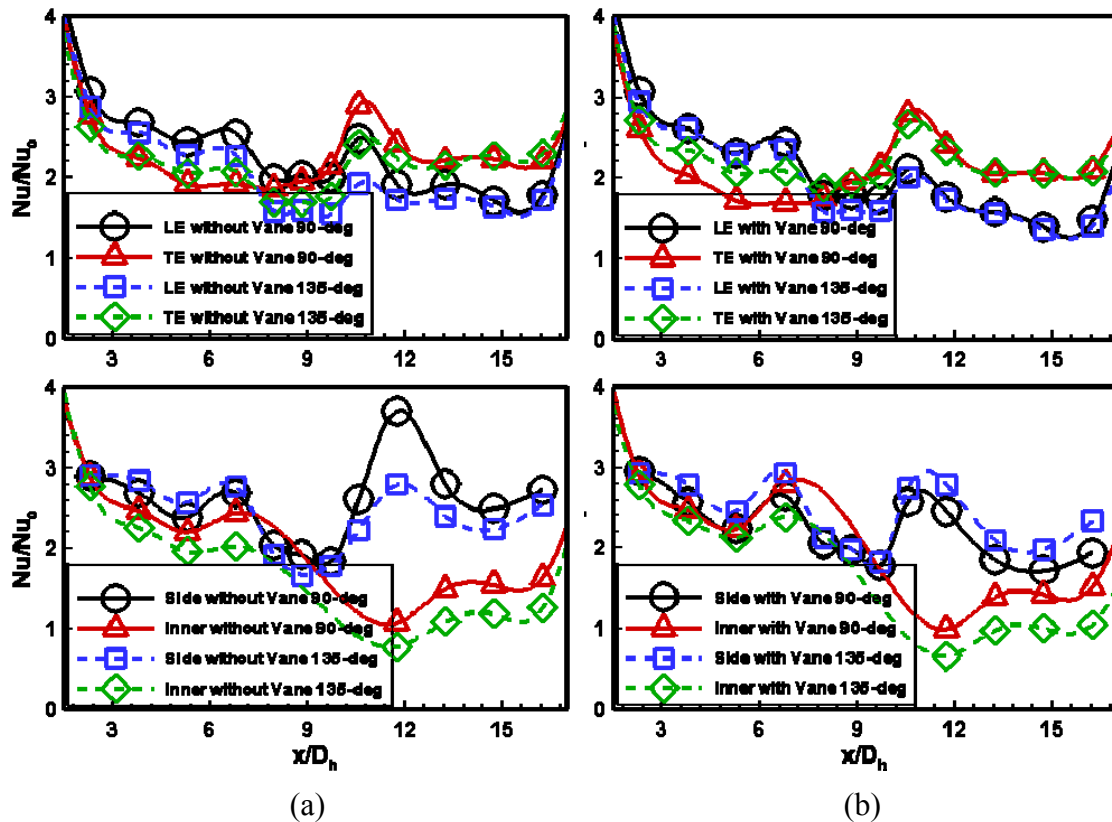 4
3
2
1
0
3 6 9 12 15
Nu/Nu₀
LE without Vane 90-deg
TE without Vane 90-deg
LE without Vane 135-deg
TE without Vane 135-deg
4
3
2
1
0
3 6 9 12 15
LE with Vane 90-deg
TE with Vane 90-deg
LE with Vane 135-deg
TE with Vane 135-deg
4
3
2
1
0
3 6 9 12 15
Nu/Nu₀
x/Dₕ
Side without Vane 90-deg
Inner without Vane 90-deg
Side without Vane 135-deg
Inner without Vane 135-deg
4
3
2
1
0
3 6 9 12 15
x/Dₕ
Side with Vane 90-deg
Inner with Vane 90-deg
Side with Vane 135-deg
Inner with Vane 135-deg
(a) (b)